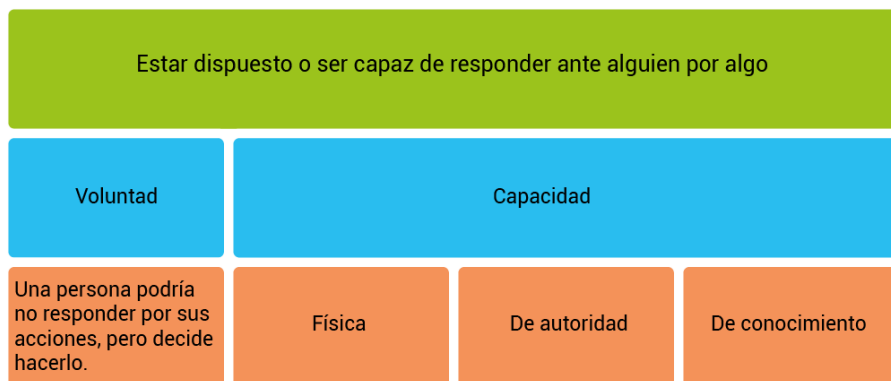 Estar dispuesto o ser capaz de responder ante alguien por algo
Voluntad
Capacidad
Una persona podría
no responder por sus
acciones, pero decide
hacerlo.
Física
De autoridad
De conocimiento